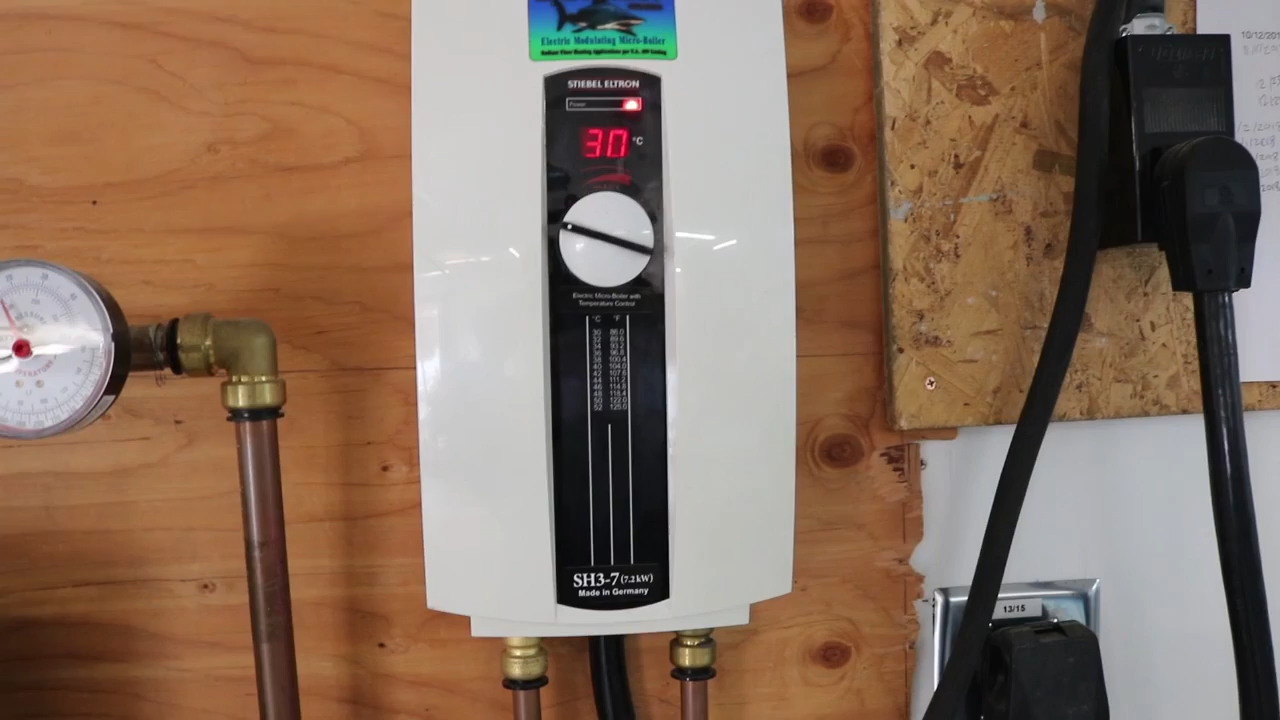 Electric Modulating Micro-Boiler
STIEBEL ELTRON
Power
30 °C
Electric Micro-Boiler with
Temperature Control
°C °F
30 86.0
32 89.6
34 93.2
36 96.8
38 100.4
40 104.0
42 107.6
44 111.2
46 114.8
48 118.4
50 122.0
52 125.0
SH3-7 (7.2 kW)
Made in Germany
13/15